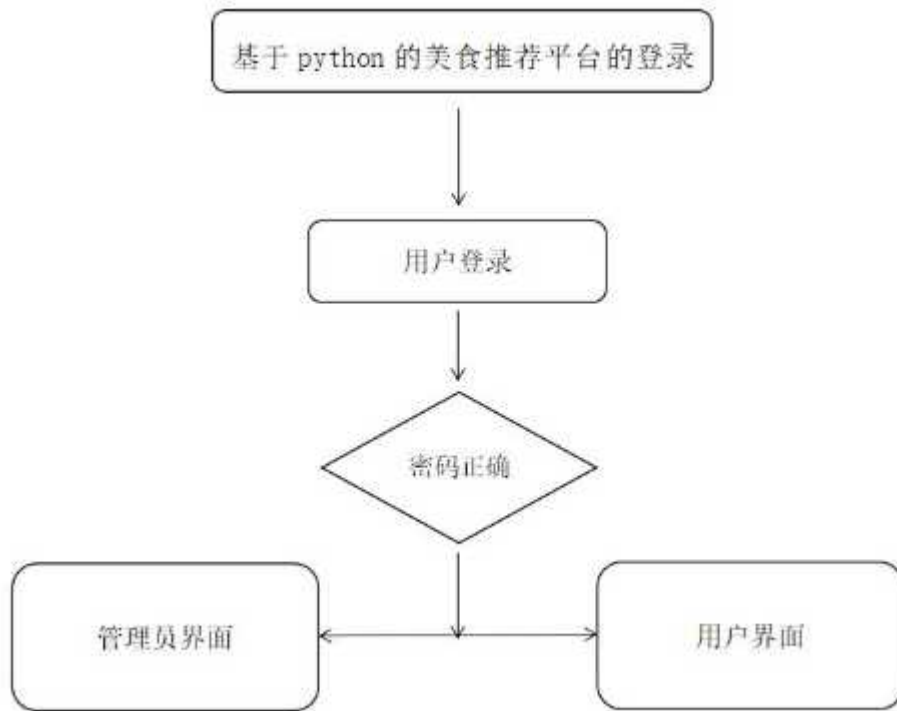 基于 python 的美食推荐平台的登录
用户登录
密码正确
管理员界面
用户界面